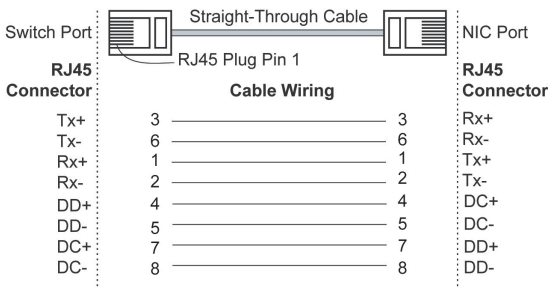 Straight-Through Cable
Switch Port NIC Port
RJ45 Plug Pin 1
RJ45 RJ45
Connector Cable Wiring Connector
Tx+ 3 3 Rx+
Tx- 6 6 Rx-
Rx+ 1 1 Tx+
Rx- 2 2 Tx-
DD+ 4 4 DC+
DD- 5 5 DC-
DC+ 7 7 DD+
DC- 8 8 DD-